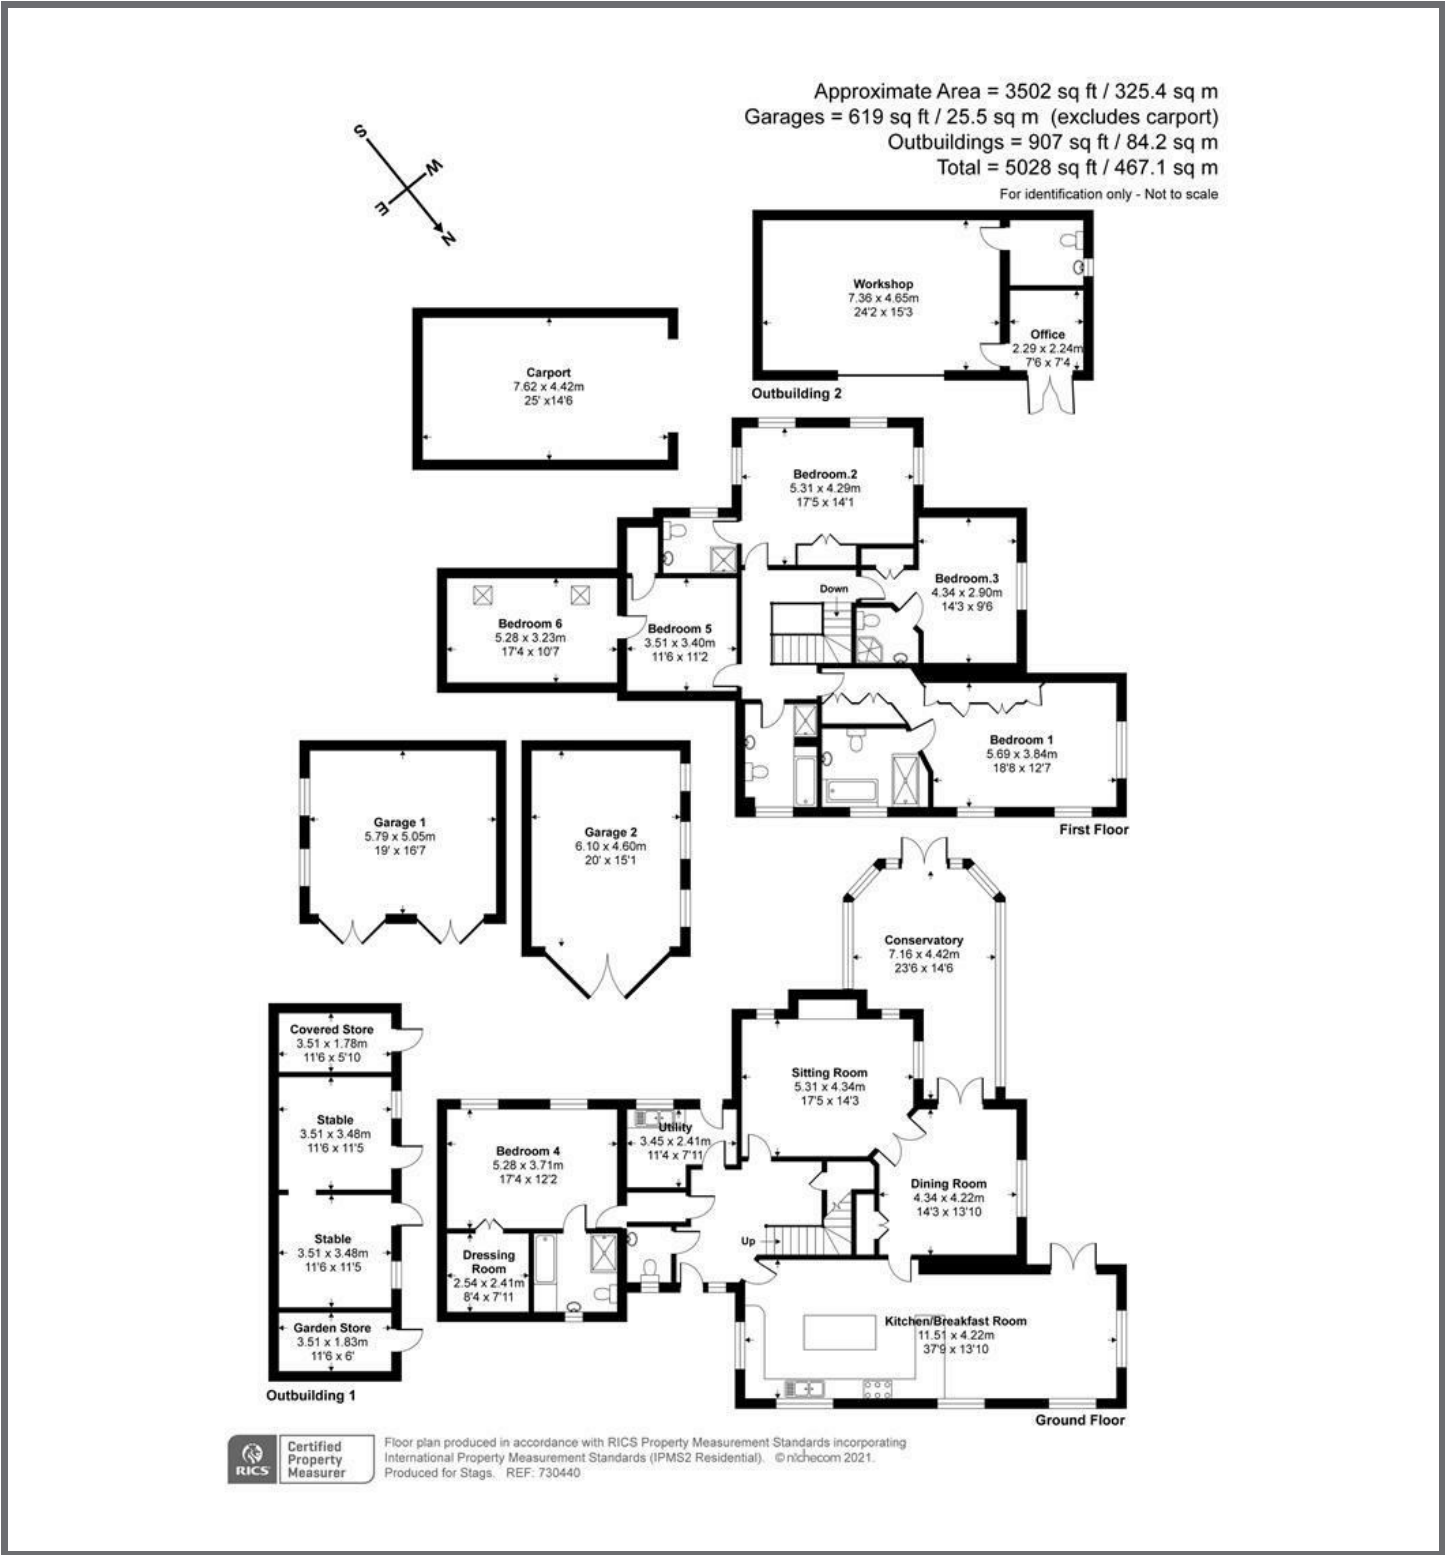 Approximate Area = 3502 sq ft / 325.4 sq m
Garages = 619 sq ft / 25.5 sq m (excludes carport)
Outbuildings = 907 sq ft / 84.2 sq m
Total = 5028 sq ft / 467.1 sq m
For identification only - Not to scale
S
W
E
N
Workshop
7.36 x 4.65m
24'2 x 15'3
Office
2.29 x 2.24m
7'6 x 7'4
Outbuilding 2
Carport
7.62 x 4.42m
25' x14'6
Bedroom.2
5.31 x 4.29m
17'5 x 14'1
Bedroom.3
4.34 x 2.90m
14'3 x 9'6
Down
Bedroom 6
5.28 x 3.23m
17'4 x 10'7
Bedroom 5
3.51 x 3.40m
11'6 x 11'2
Bedroom 1
5.69 x 3.84m
18'8 x 12'7
First Floor
Garage 1
5.79 x 5.05m
19' x 16'7
Garage 2
6.10 x 4.60m
20' x 15'1
Conservatory
7.16 x 4.42m
23'6 x 14'6
Covered Store
3.51 x 1.78m
11'6 x 5'10
Stable
3.51 x 3.48m
11'6 x 11'5
Stable
3.51 x 3.48m
11'6 x 11'5
Garden Store
3.51 x 1.83m
11'6 x 6'
Outbuilding 1
Sitting Room
5.31 x 4.34m
17'5 x 14'3
Utility
3.45 x 2.41m
11'4 x 7'11
Bedroom 4
5.28 x 3.71m
17'4 x 12'2
Dining Room
4.34 x 4.22m
14'3 x 13'10
Up
Dressing
Room
2.54 x 2.41m
8'4 x 7'11
Kitchen/Breakfast Room
11.51 x 4.22m
37'9 x 13'10
Ground Floor
RICS
Certified
Property
Measurer
Floor plan produced in accordance with RICS Property Measurement Standards incorporating
International Property Measurement Standards (IPMS2 Residential). © nıchecom 2021.
Produced for Stags. REF: 730440